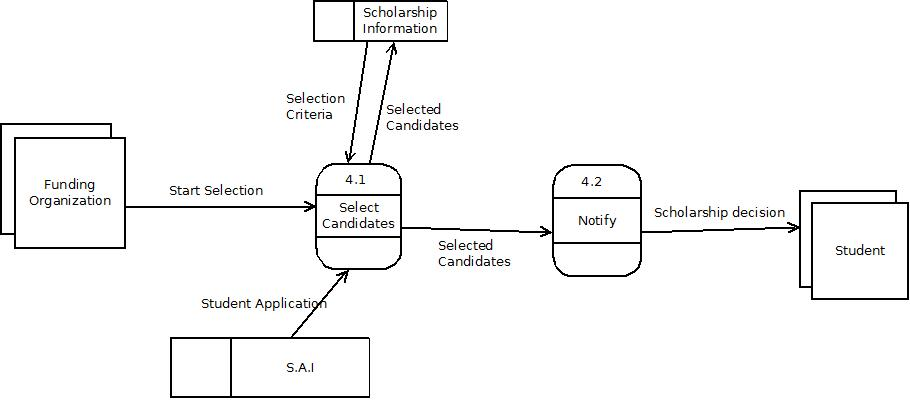 Scholarship
Information
Selection
Criteria
Selected
Candidates
Funding
Organization
Start Selection
4.1
Select
Candidates
Selected
Candidates
4.2
Notify
Scholarship decision
Student
Student Application
S.A.I